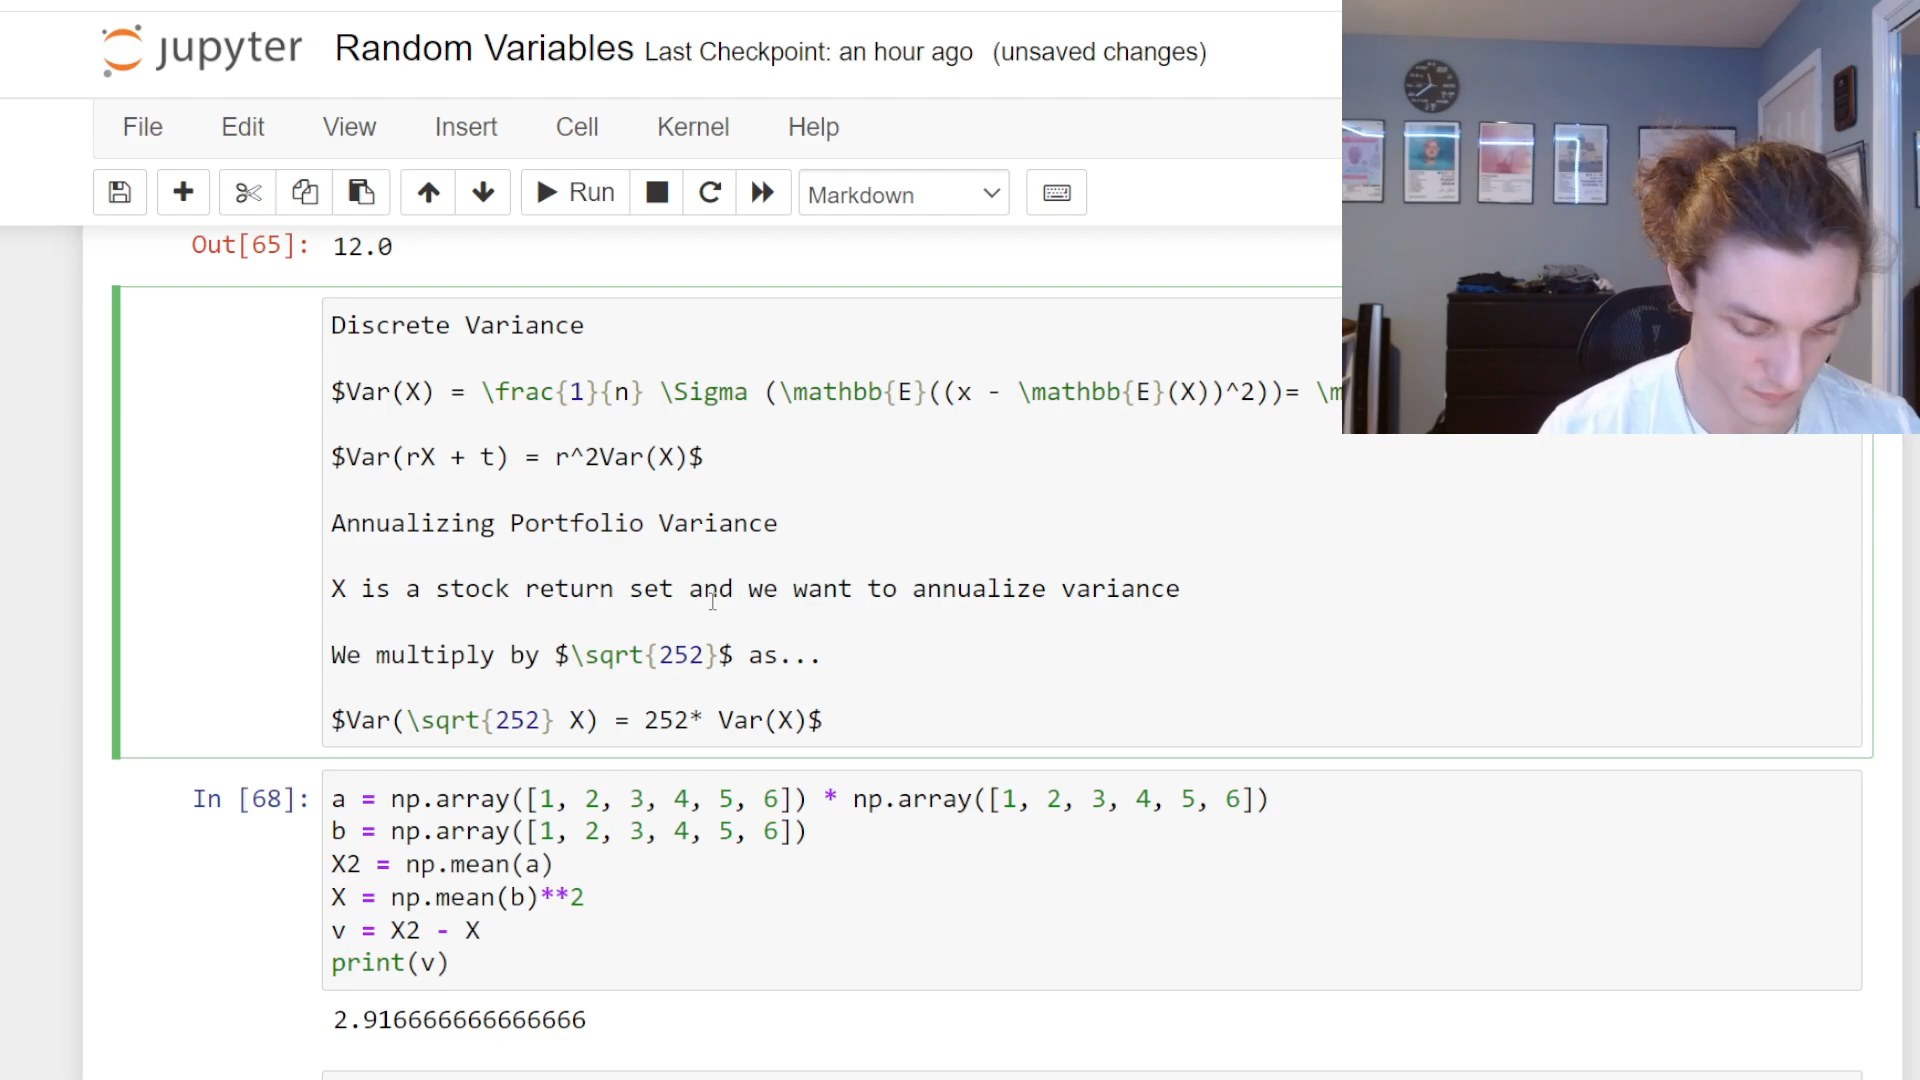 jupyter Random Variables Last Checkpoint: an hour ago (unsaved changes)
File Edit View Insert Cell Kernel Help
Run Markdown
Out[65]: 12.0
Discrete Variance
$Var(X) = \frac{1}{n} \Sigma (\mathbb{E}((x - \mathbb{E}(X))^2))= \m
$Var(rX + t) = r^2Var(X)$
Annualizing Portfolio Variance
X is a stock return set and we want to annualize variance
We multiply by $\sqrt{252}$ as...
$Var(\sqrt{252} X) = 252* Var(X)$
In [68]: a = np.array([1, 2, 3, 4, 5, 6]) * np.array([1, 2, 3, 4, 5, 6])
b = np.array([1, 2, 3, 4, 5, 6])
X2 = np.mean(a)
X = np.mean(b)**2
v = X2 - X
print(v)
2.916666666666666